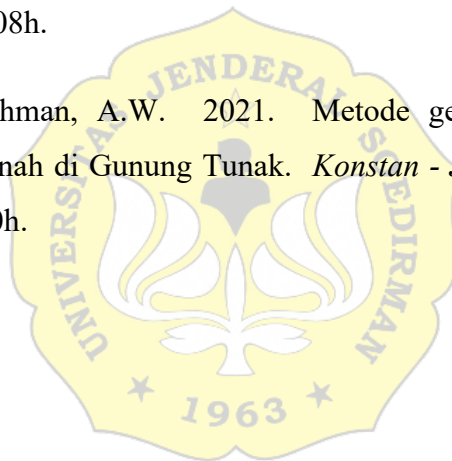 08h.
hman, A.W. 2021. Metode ge
nah di Gunung Tunak. Konstan -
0h.
UNIVERSITAS JENDERAL SOEDIRMAN
1963